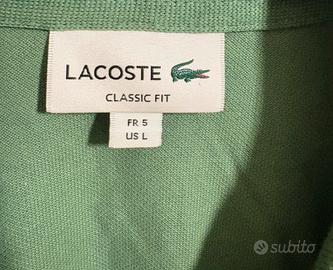 LACOSTE
CLASSIC FIT
FR 5
US L
subito